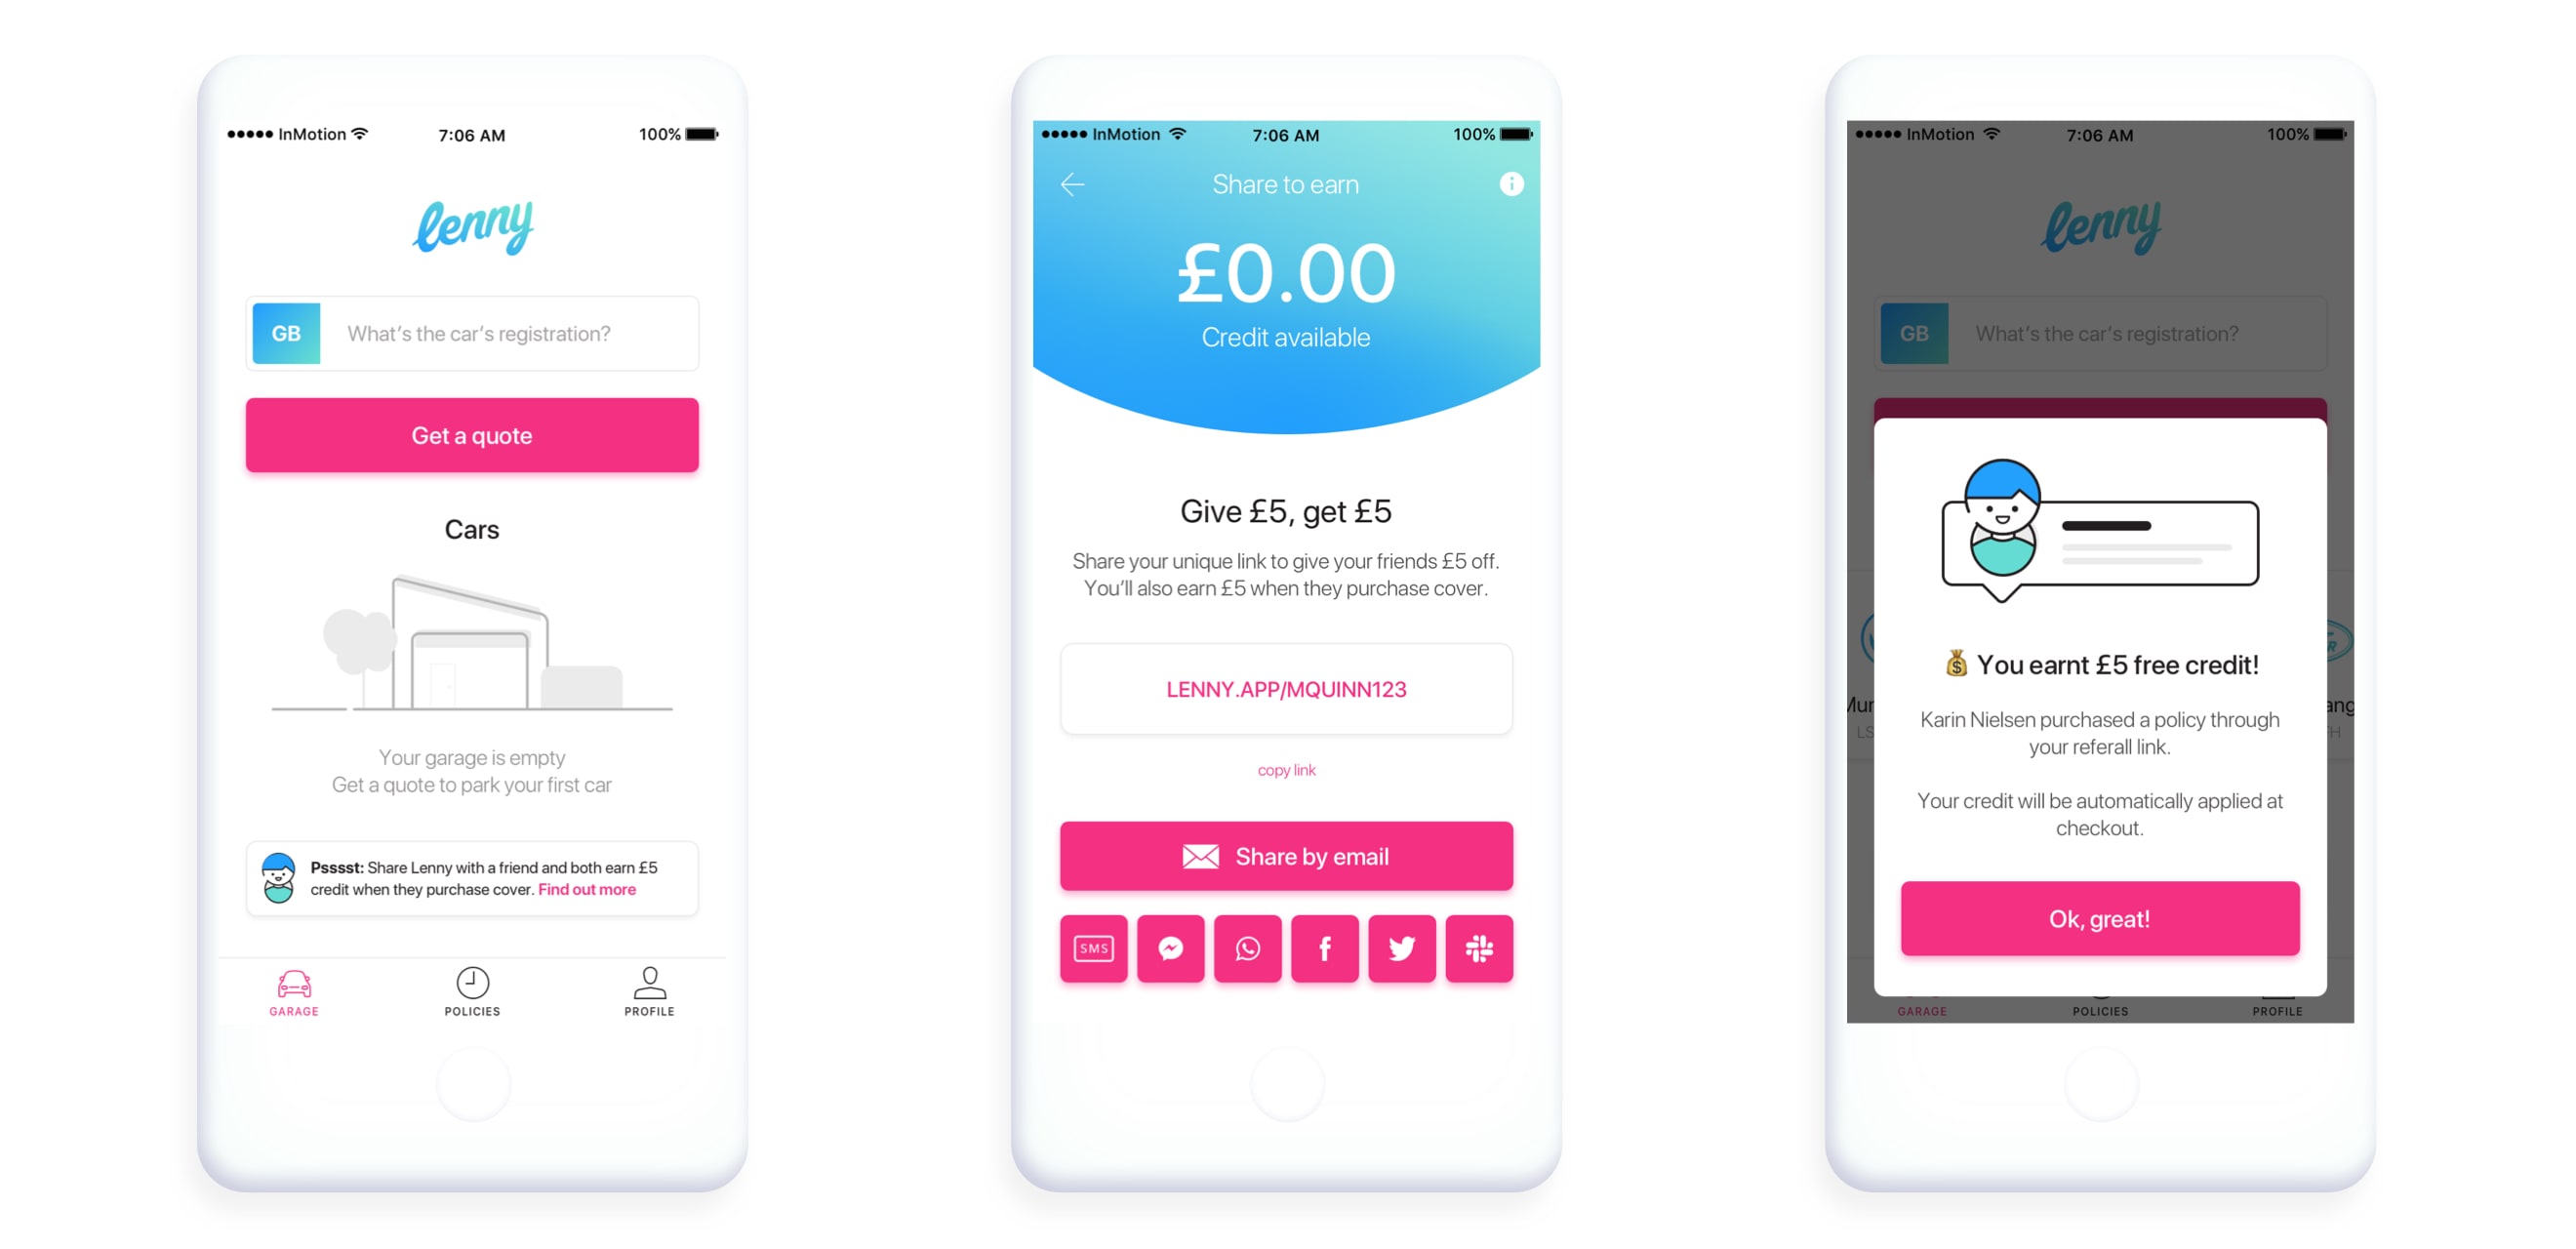 InMotion 7:06 AM 100%
lenny
GB What's the car's registration?
Get a quote
Cars
Your garage is empty
Get a quote to park your first car
Psssst: Share Lenny with a friend and both earn £5
credit when they purchase cover. Find out more
GARAGE POLICIES PROFILE
InMotion 7:06 AM 100%
Share to earn
£0.00
Credit available
Give £5, get £5
Share your unique link to give your friends £5 off.
You'll also earn £5 when they purchase cover.
LENNY.APP/MQUINN123
copy link
Share by email
SMS
InMotion 7:06 AM 100%
lenny
GB What's the car's registration?
You earnt £5 free credit!
Karin Nielsen purchased a policy through
your referall link.
Your credit will be automatically applied at
checkout.
Ok, great!
GARAGE POLICIES PROFILE